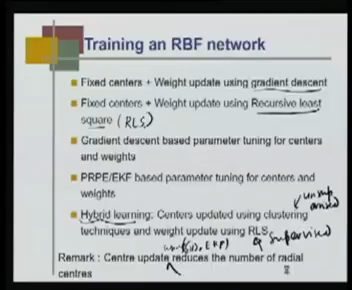 Training an RBF network
Fixed centers + Weight update using gradient descent
Fixed centers + Weight update using Recursive least
square (RLS)
Gradient descent based parameter tuning for centers
and weights
PRPE/EKF based parameter tuning for centers and
weights
Hybrid learning: Centers updated using clustering
techniques and weight update using RLS
supervised
Remark : Centre update reduces the number of radial
centres